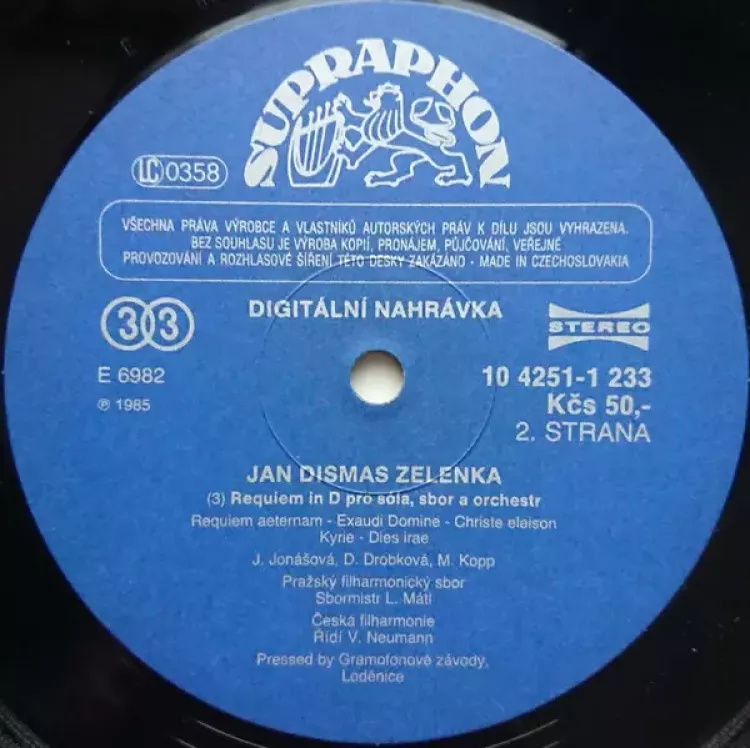 SUPRAPHON
LC 0358
VŠECHNA PRÁVA VÝROBCE A VLASTNÍKŮ AUTORSKÝCH PRÁV K DÍLU JSOU VYHRAZENA.
BEZ SOUHLASU JE VÝROBA KOPIÍ, PRONÁJEM, PŮJČOVÁNÍ, VEŘEJNÉ
PROVOZOVÁNÍ A ROZHLASOVÉ ŠÍŘENÍ TÉTO DESKY ZAKÁZÁNO - MADE IN CZECHOSLOVAKIA
33
DIGITÁLNÍ NAHRÁVKA
STEREO
E 6982
10 4251-1 233
℗ 1985
Kčs 50,-
2. STRANA
JAN DISMAS ZELENKA
(3) Requiem in D pro sóla, sbor a orchestr
Requiem aeternam - Exaudi Domine - Christe eleison
Kyrie - Dies irae
J. Jonášová, D. Drobková, M. Kopp
Pražský filharmonický sbor
Sbormistr L. Mátl
Česká filharmonie
Řídí V. Neumann
Pressed by Gramofonové závody,
Loděnice